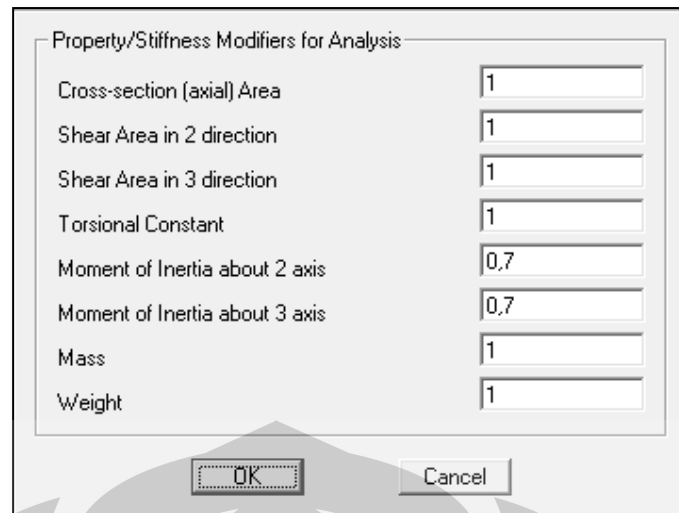 Property/Stiffness Modifiers for Analysis
Cross-section (axial) Area 1
Shear Area in 2 direction 1
Shear Area in 3 direction 1
Torsional Constant 1
Moment of Inertia about 2 axis 0,7
Moment of Inertia about 3 axis 0,7
Mass 1
Weight 1
OK Cancel